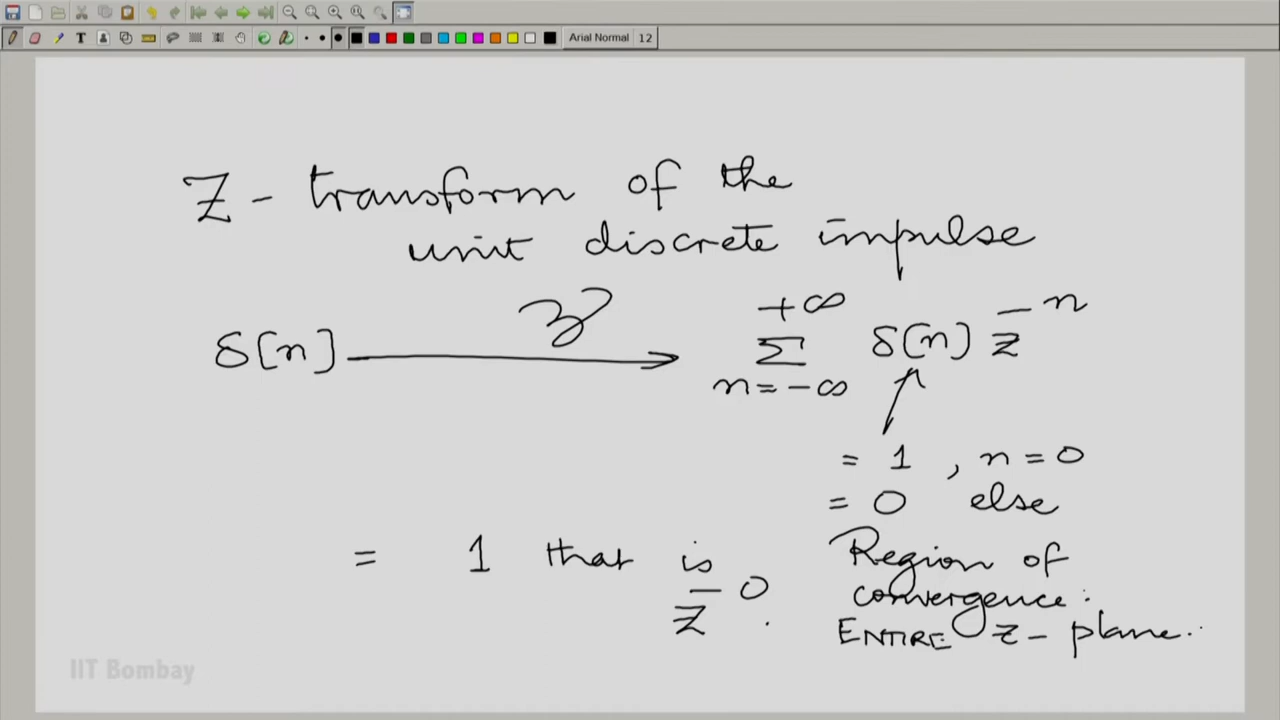 Arial Normal 12
Z - transform of the
unit discrete impulse
δ[n] ⟶ 𝒵 +∞ Σ n=-∞ δ[n] z^-n
= 1 , n = 0
= 0 else
= 1 that is z^-0 .
Region of
convergence :
ENTIRE z - plane.
IIT Bombay